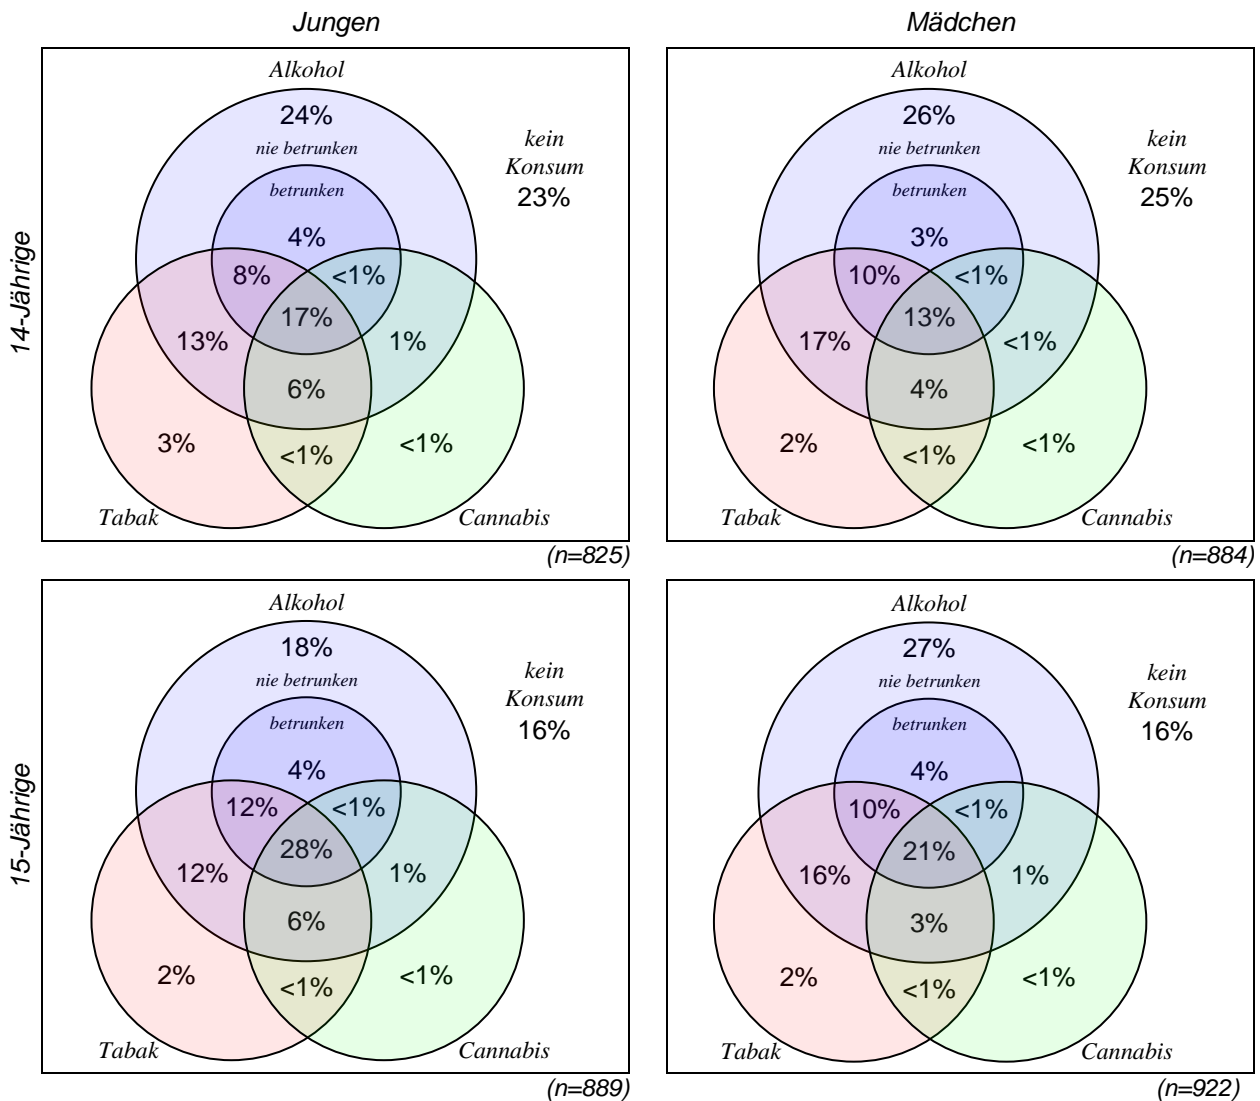 Jungen
Mädchen
14-Jährige
Alkohol
24%
nie betrunken
betrunken
4%
8%
<1%
17%
13%
1%
6%
3%
<1%
<1%
Tabak
Cannabis
kein
Konsum
23%
(n=825)
Alkohol
26%
nie betrunken
betrunken
3%
10%
<1%
13%
17%
<1%
4%
2%
<1%
<1%
Tabak
Cannabis
kein
Konsum
25%
(n=884)
15-Jährige
Alkohol
18%
nie betrunken
betrunken
4%
12%
<1%
28%
12%
1%
6%
2%
<1%
<1%
Tabak
Cannabis
kein
Konsum
16%
(n=889)
Alkohol
27%
nie betrunken
betrunken
4%
10%
<1%
21%
16%
1%
3%
2%
<1%
<1%
Tabak
Cannabis
kein
Konsum
16%
(n=922)